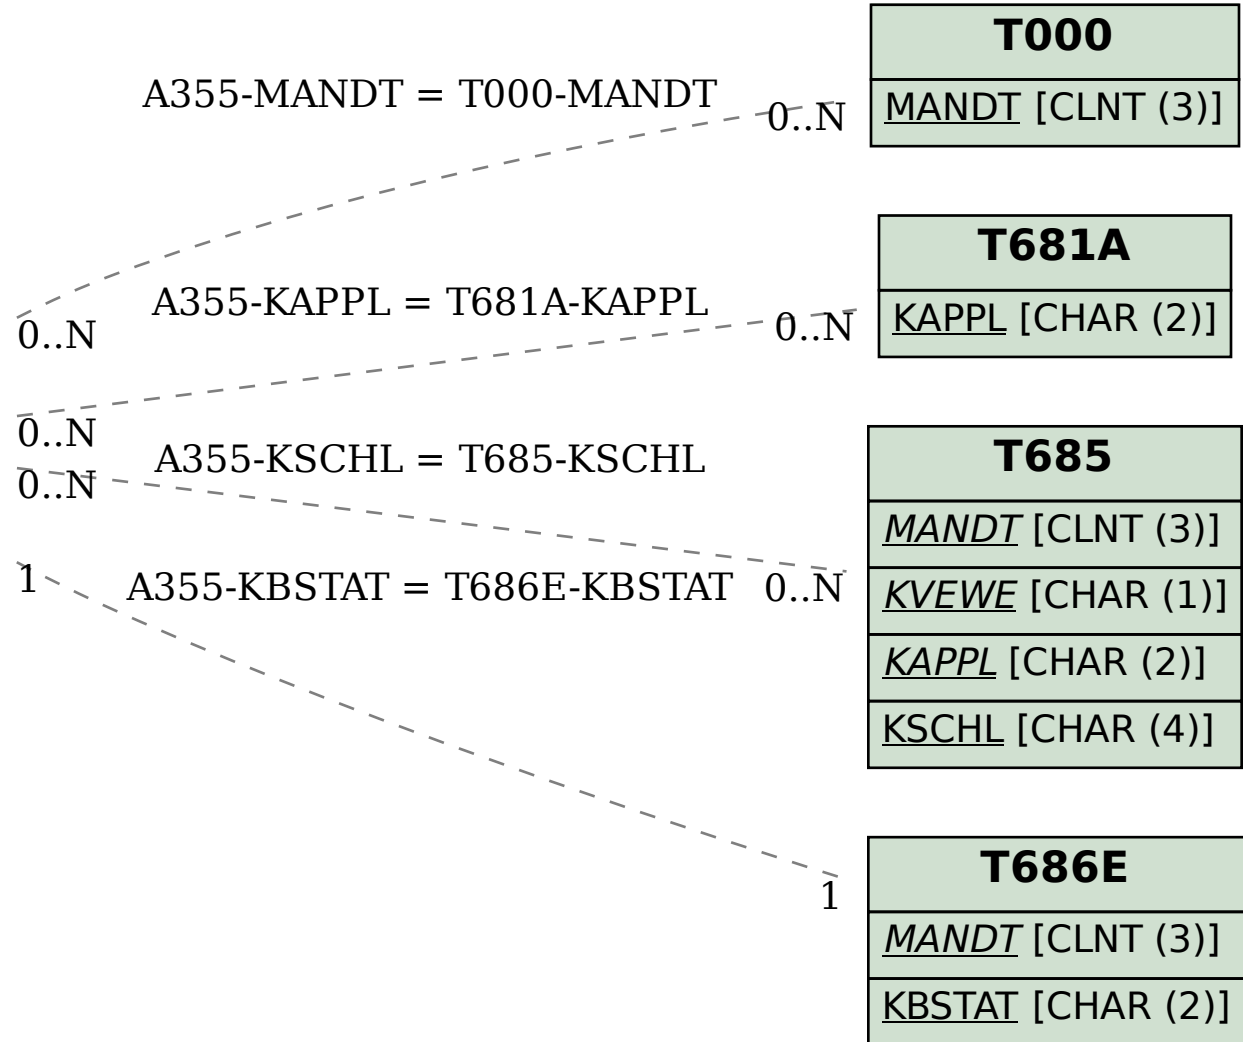 T000
A355-MANDT = T000-MANDT
0..N
MANDT [CLNT (3)]
T681A
A355-KAPPL = T681A-KAPPL
0..N
0..N
KAPPL [CHAR (2)]
0..N
A355-KSCHL = T685-KSCHL
0..N
T685
MANDT [CLNT (3)]
1
A355-KBSTAT = T686E-KBSTAT
0..N
KVEWE [CHAR (1)]
KAPPL [CHAR (2)]
KSCHL [CHAR (4)]
T686E
1
MANDT [CLNT (3)]
KBSTAT [CHAR (2)]